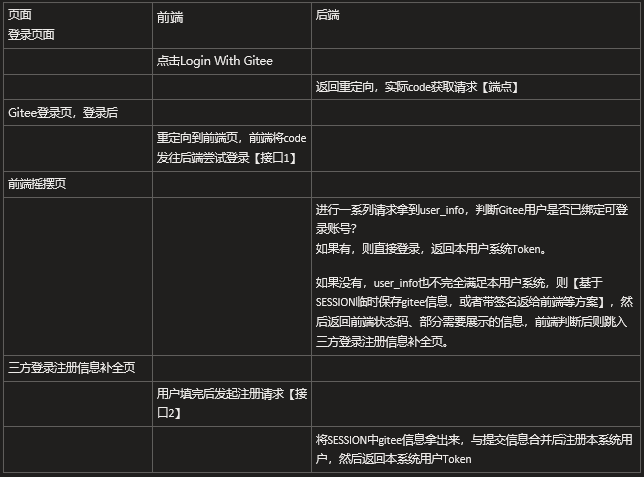 页面 前端 后端
登录页面
点击Login With Gitee
返回重定向，实际code获取请求【端点】
Gitee登录页，登录后
重定向到前端页，前端将code
发往后端尝试登录【接口1】
前端摇摆页
进行一系列请求拿到user_info，判断Gitee用户是否已绑定可登
录账号？
如果有，则直接登录，返回本用户系统Token。
如果没有，user_info也不完全满足本用户系统，则【基于
SESSION临时保存gitee信息，或者带签名返给前端等方案】，然
后返回前端状态码、部分需要展示的信息，前端判断后则跳入
三方登录注册信息补全页。
三方登录注册信息补全页
用户填完后发起注册请求【接
口2】
将SESSION中gitee信息拿出来，与提交信息合并后注册本系统用
户，然后返回本系统用户Token